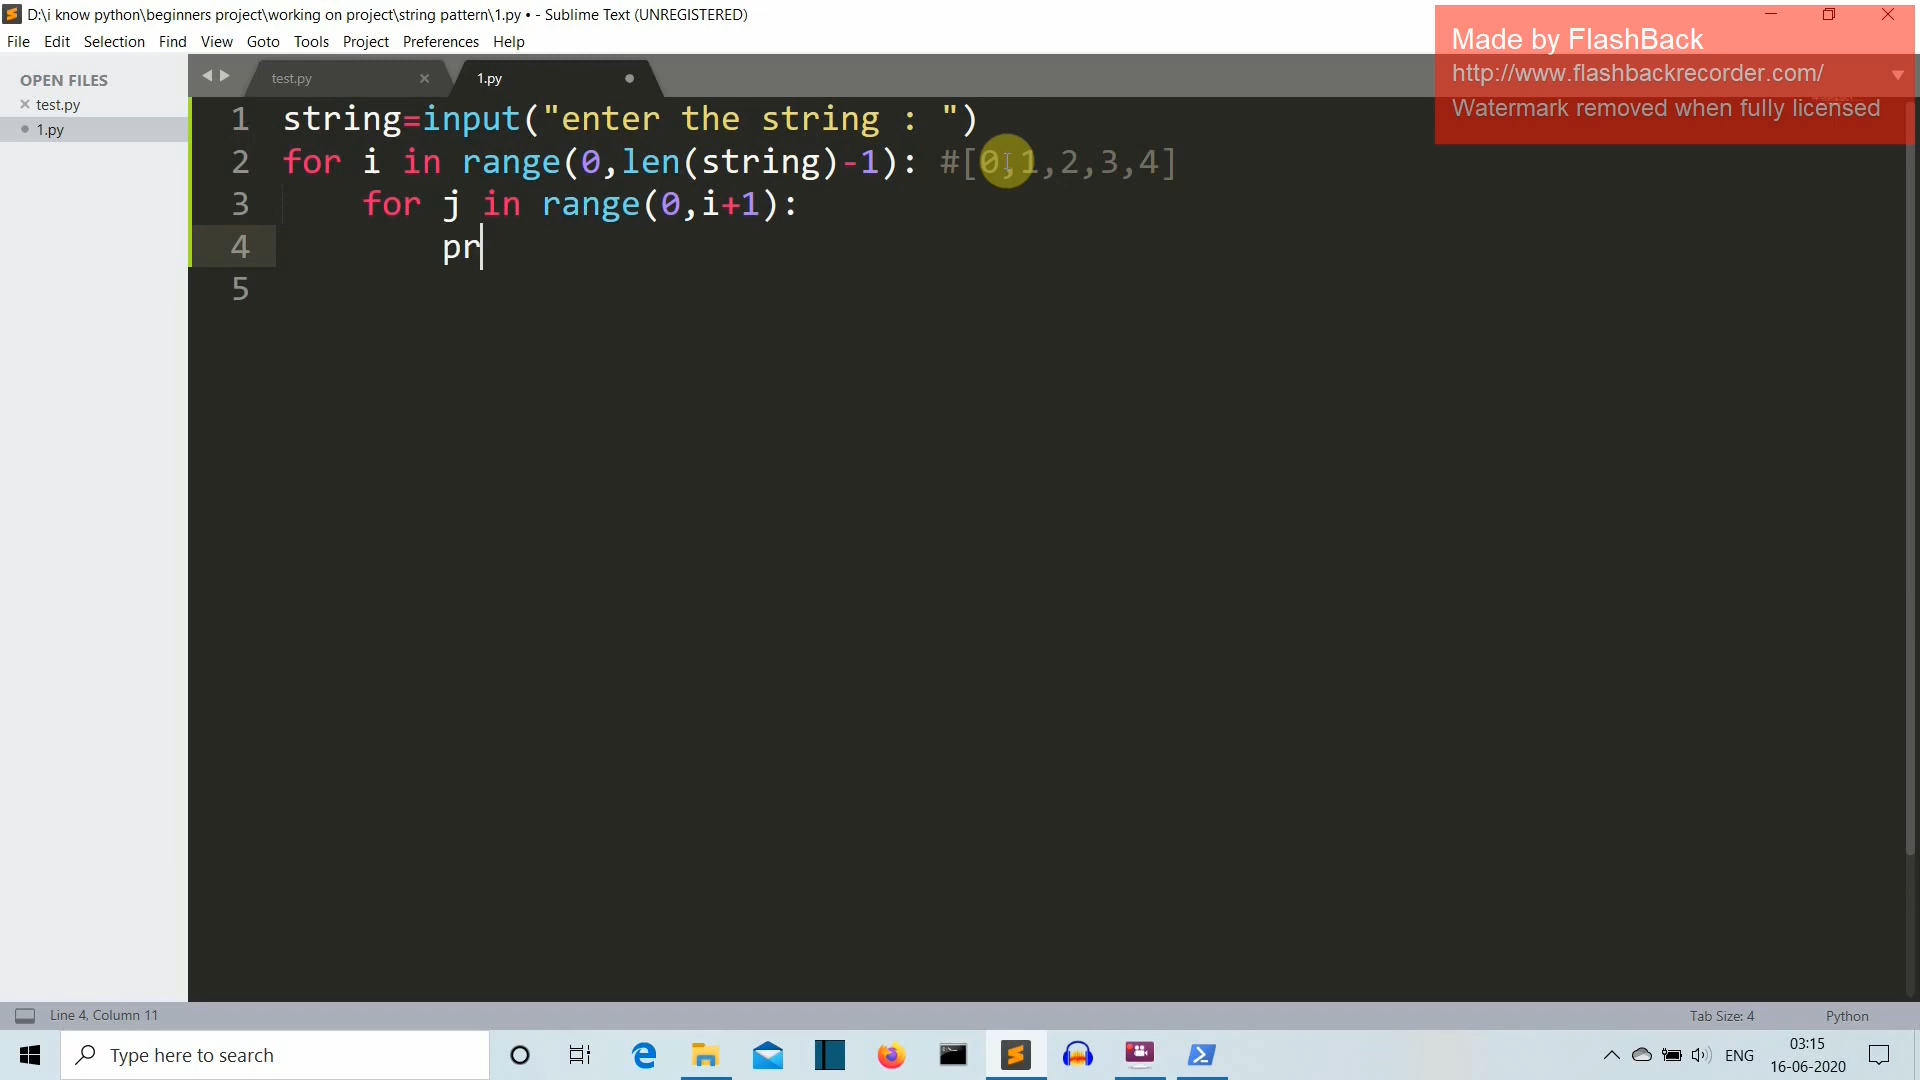 D:\i know python\beginners project\working on project\string pattern\1.py • - Sublime Text (UNREGISTERED)
File Edit Selection Find View Goto Tools Project Preferences Help
Made by FlashBack
http://www.flashbackrecorder.com/
Watermark removed when fully licensed
OPEN FILES
test.py
1.py
test.py
1.py
1 string=input("enter the string : ")
2 for i in range(0,len(string)-1): #[0,1,2,3,4]
3 for j in range(0,i+1):
4 pr
5
Line 4, Column 11
Tab Size: 4
Python
Type here to search
ENG
03:15
16-06-2020